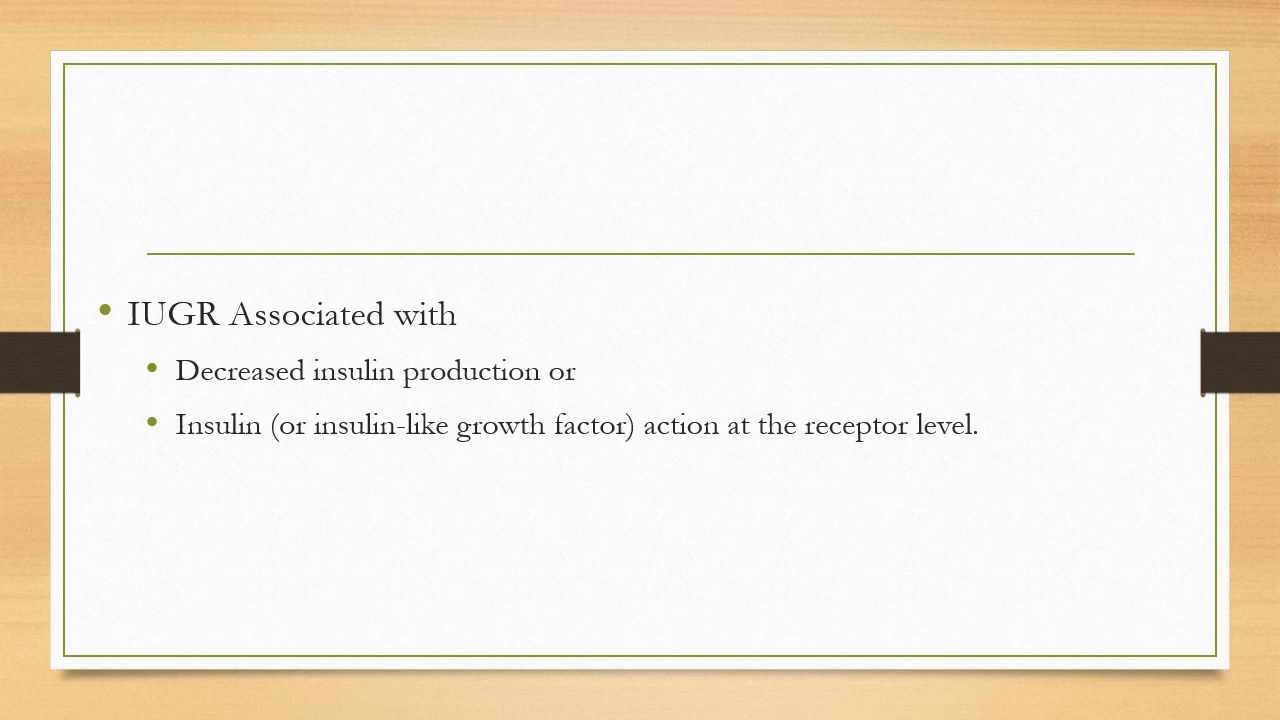 IUGR Associated with
Decreased insulin production or
Insulin (or insulin-like growth factor) action at the receptor level.